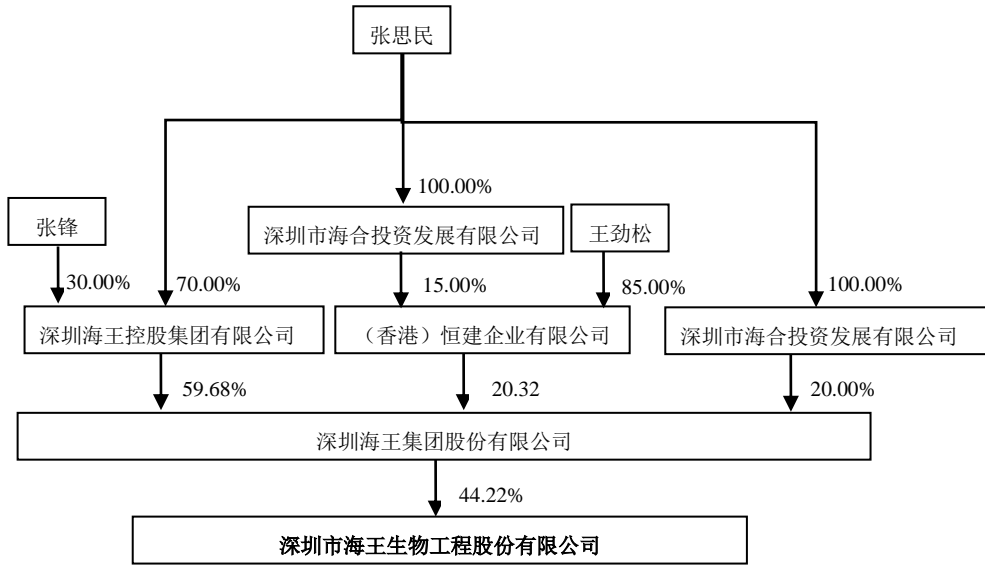 张思民
100.00%
张锋
深圳市海合投资发展有限公司
王劲松
30.00%
70.00%
15.00%
85.00%
100.00%
深圳海王控股集团有限公司
（香港）恒建企业有限公司
深圳市海合投资发展有限公司
59.68%
20.32
20.00%
深圳海王集团股份有限公司
44.22%
深圳市海王生物工程股份有限公司